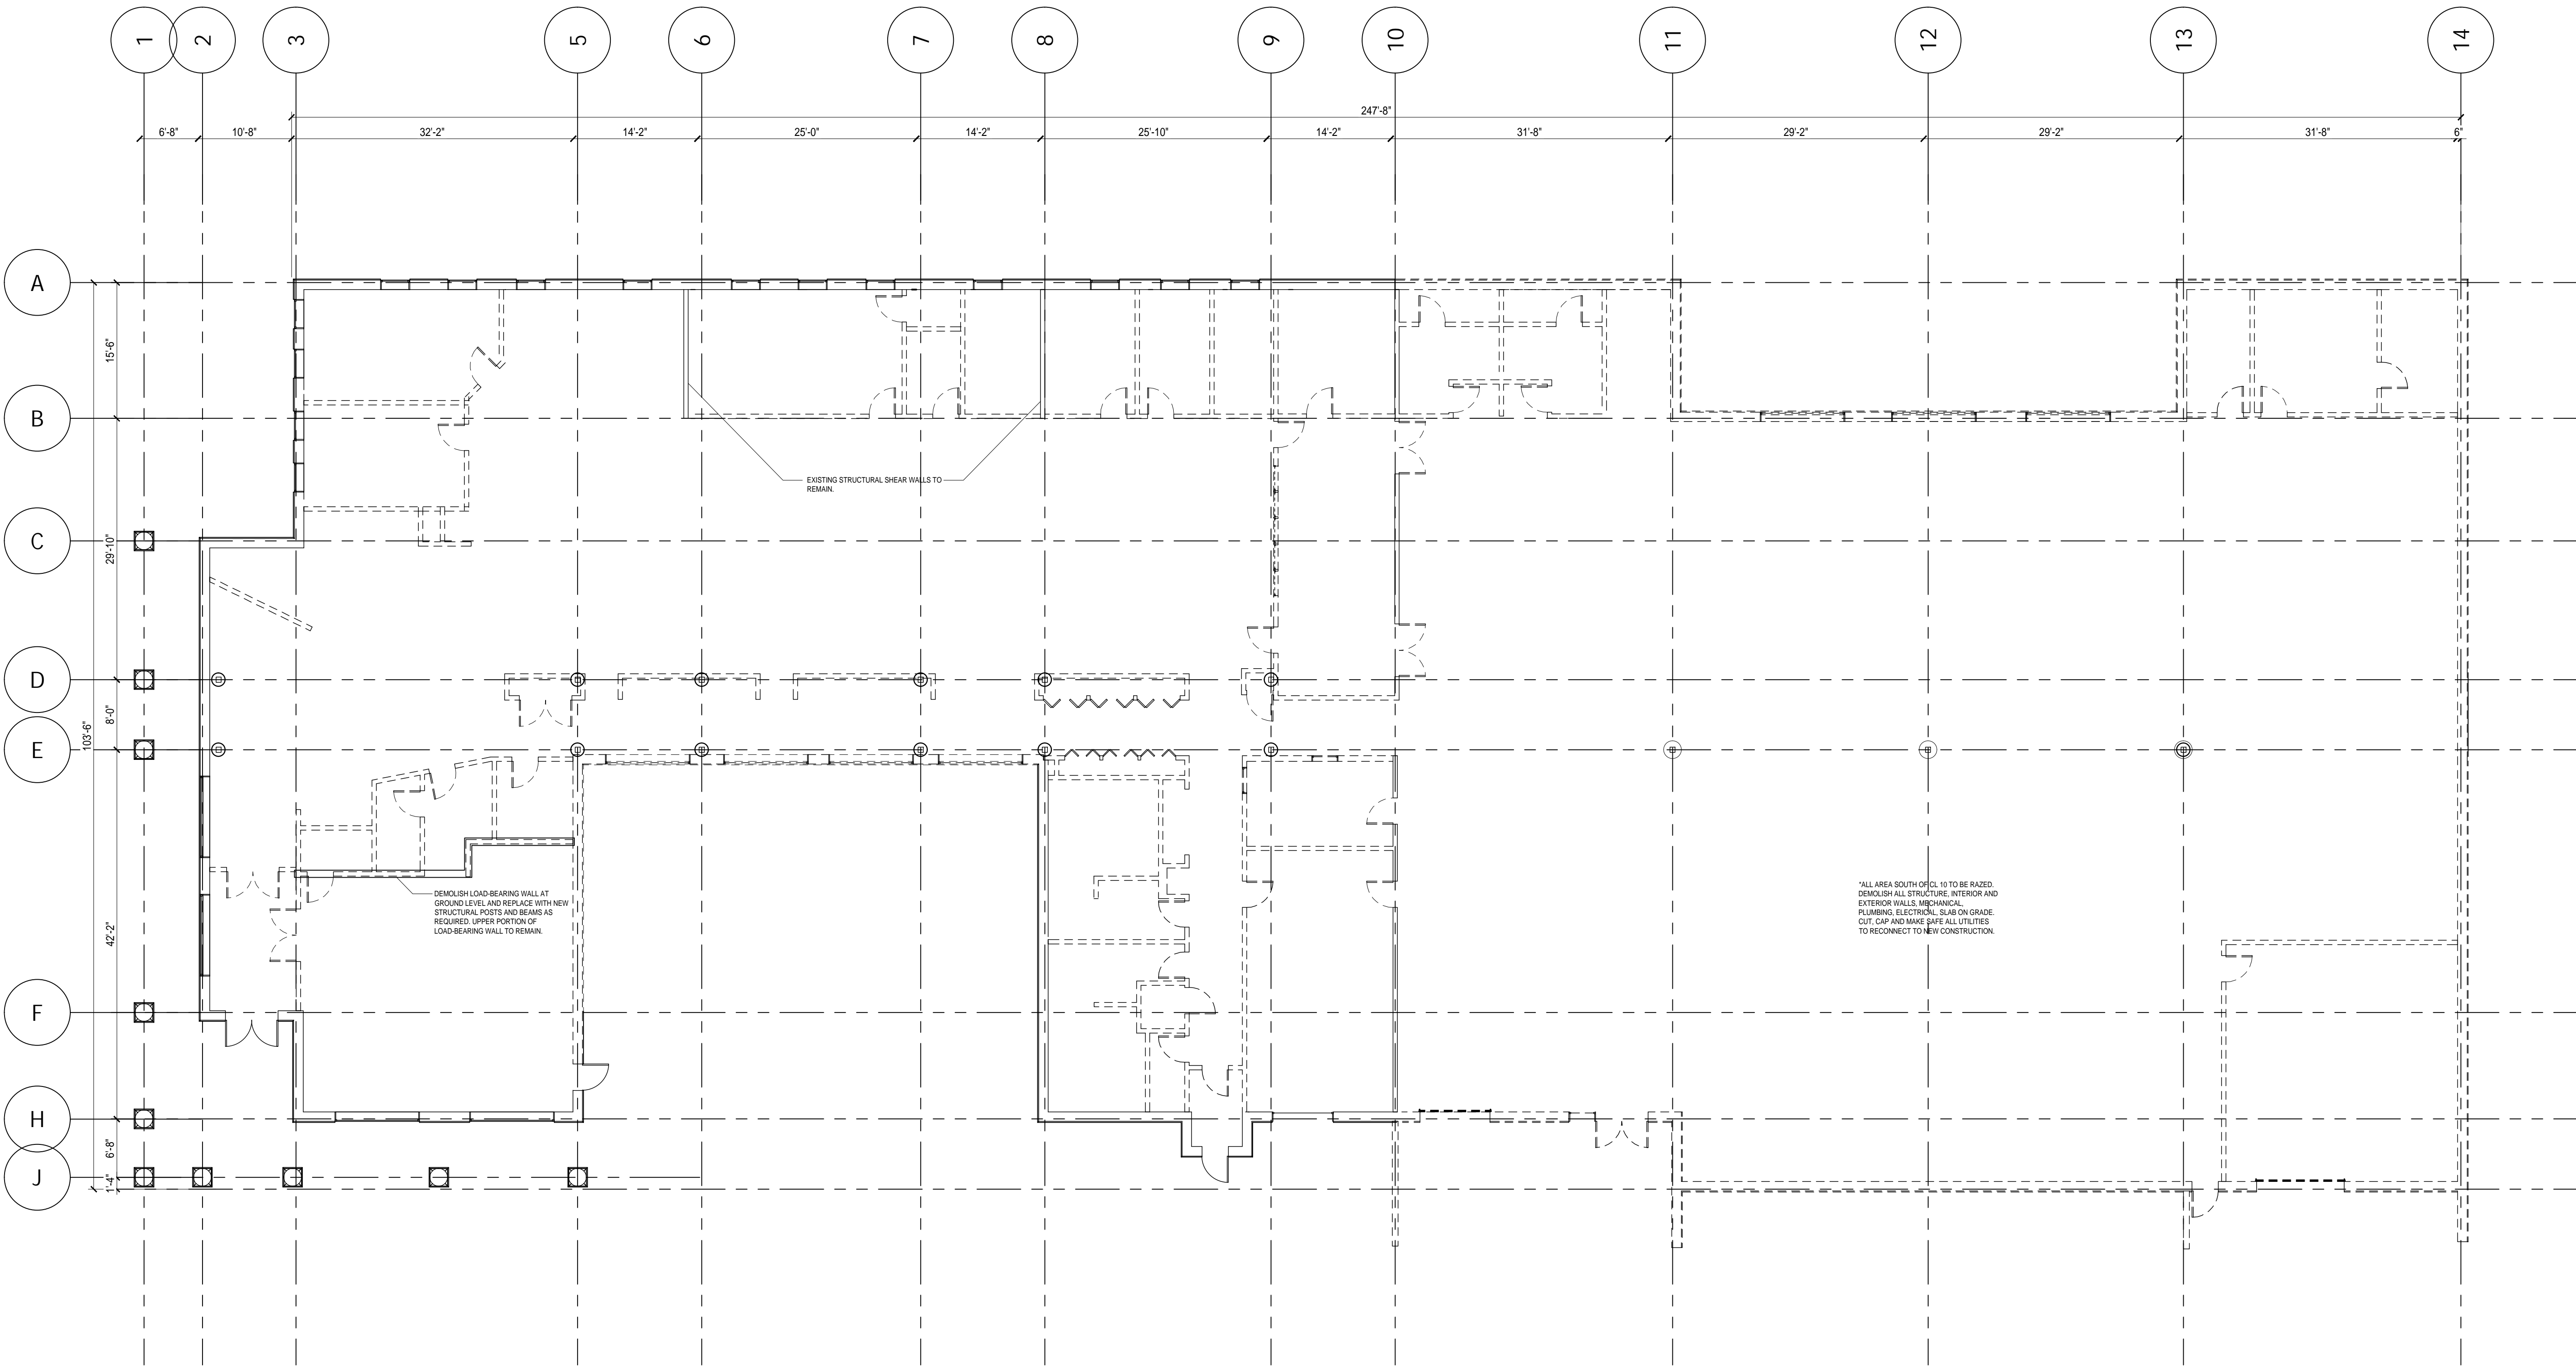 1 2 3 5 6 7 8 9 10 11 12 13 14
247'-8"
6'-8" 10'-8" 32'-2" 14'-2" 25'-0" 14'-2" 25'-10" 14'-2" 31'-8" 29'-2" 29'-2" 31'-8" 6"
A
15'-6"
B
EXISTING STRUCTURAL SHEAR WALLS TO
REMAIN.
C
29'-10"
D
8'-0"
103'-6"
E
DEMOLISH LOAD-BEARING WALL AT
GROUND LEVEL AND REPLACE WITH NEW
STRUCTURAL POSTS AND BEAMS AS
REQUIRED. UPPER PORTION OF
LOAD-BEARING WALL TO REMAIN.
*ALL AREA SOUTH OF CL 10 TO BE RAZED.
DEMOLISH ALL STRUCTURE, INTERIOR AND
EXTERIOR WALLS, MECHANICAL,
PLUMBING, ELECTRICAL, SLAB ON GRADE.
CUT, CAP AND MAKE SAFE ALL UTILITIES
TO RECONNECT TO NEW CONSTRUCTION.
42'-2"
F
H
6'-8"
J
1'-4"